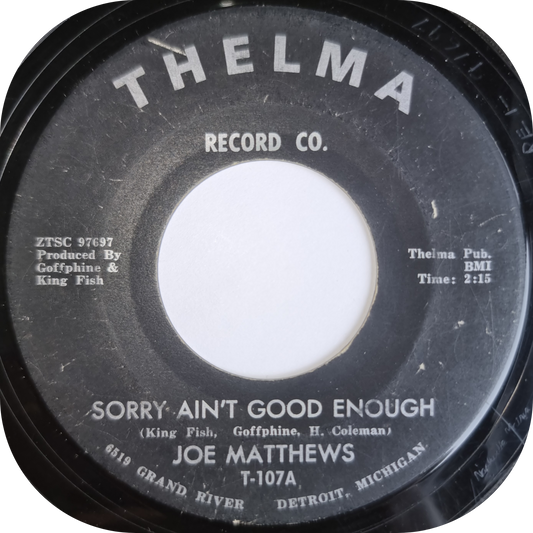 THELMA
RECORD CO.
ZTSC 97697
Produced By
Goffphine &
King Fish
Thelma Pub.
BMI
Time: 2:15
SORRY AIN'T GOOD ENOUGH
(King Fish, Goffphine, H. Coleman)
JOE MATTHEWS
T-107A
6519 GRAND RIVER DETROIT, MICHIGAN.